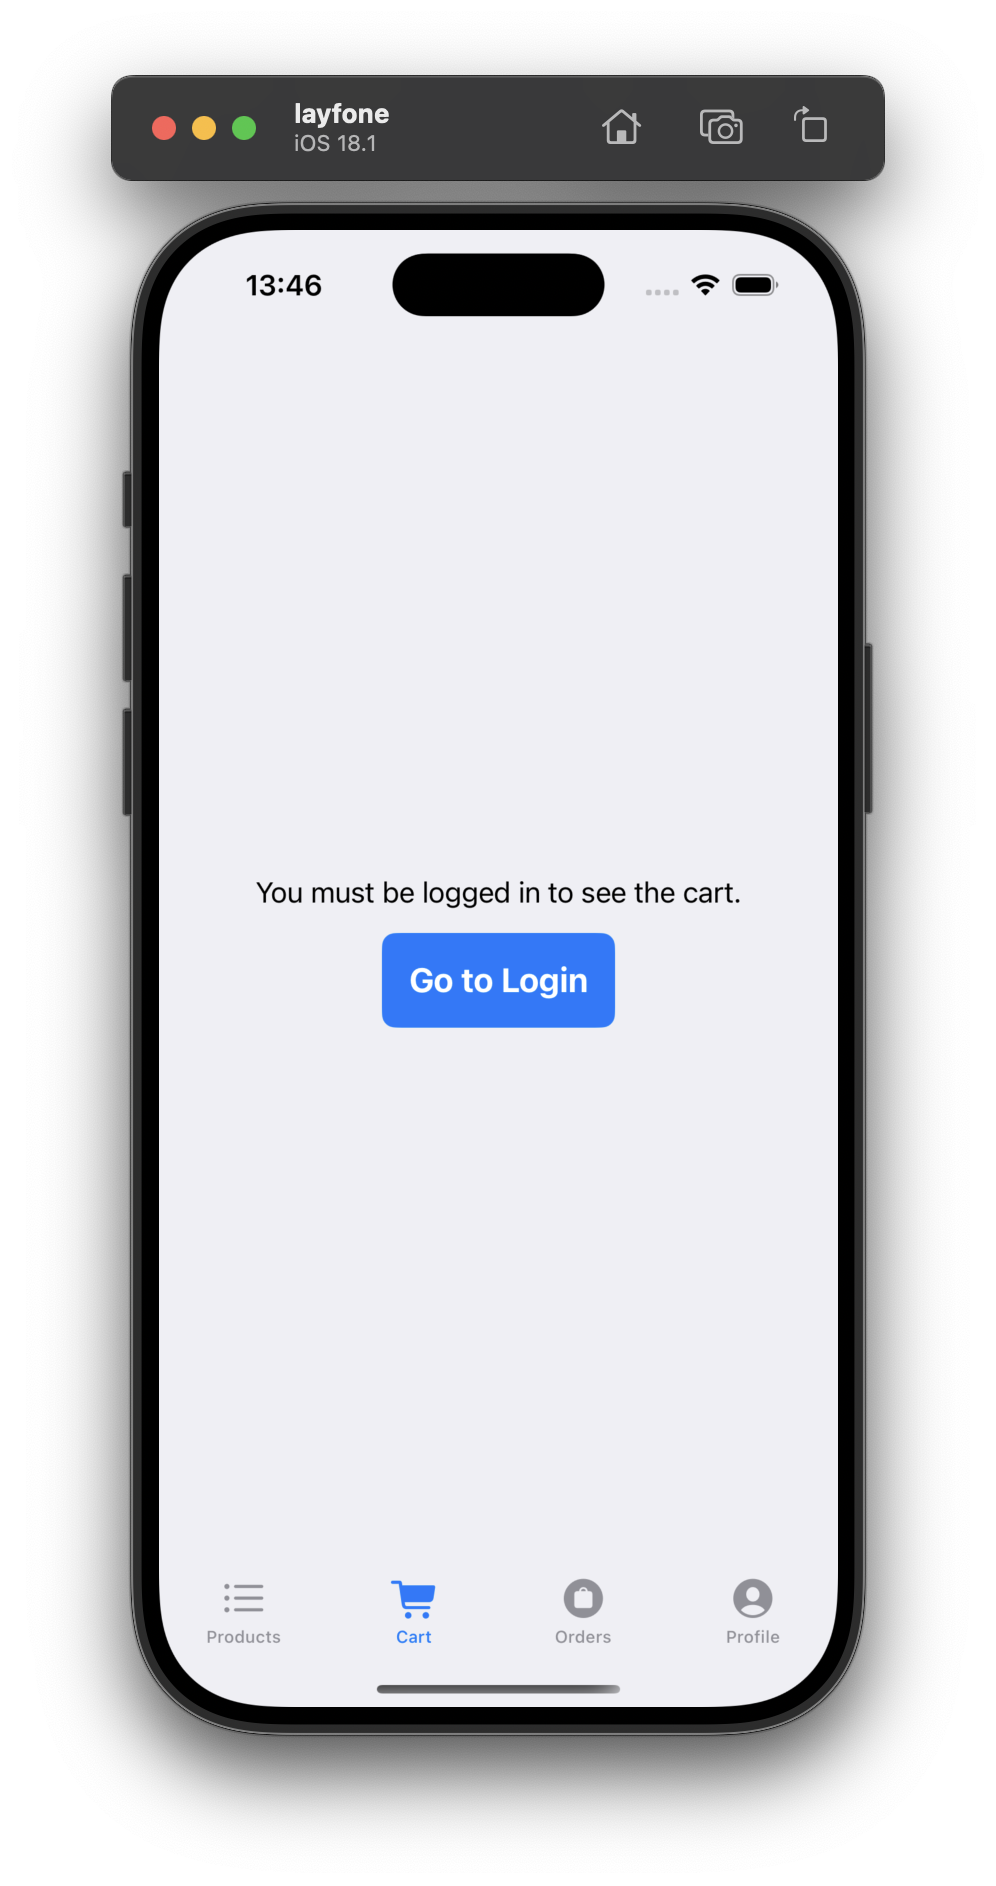 layfone
iOS 18.1
13:46
You must be logged in to see the cart.
Go to Login
Products Cart Orders Profile